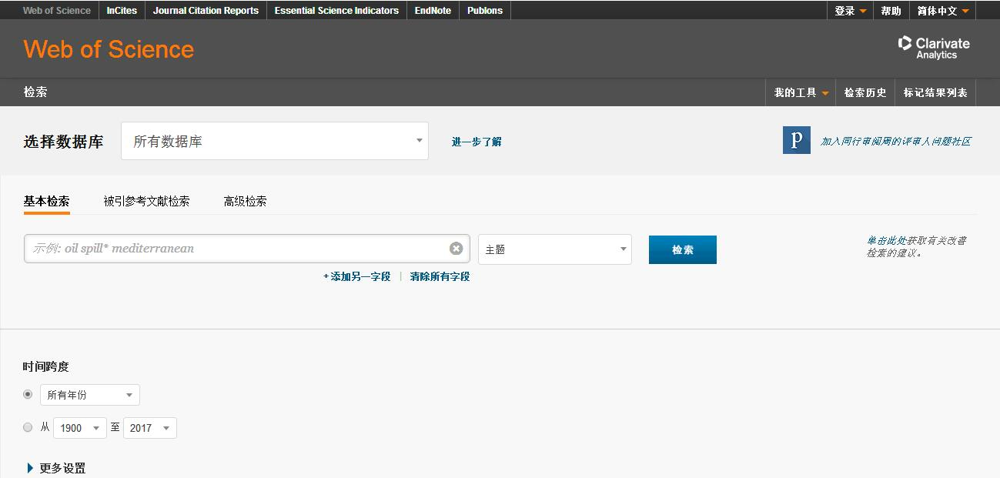 Web of Science InCites Journal Citation Reports Essential Science Indicators EndNote Publons 登录 帮助 简体中文
Web of Science
Clarivate
Analytics
检索 我的工具 检索历史 标记结果列表
选择数据库 所有数据库 进一步了解 p 加入同行审阅周的评审人问题社区
基本检索 被引参考文献检索 高级检索
示例: oil spill* mediterranean 主题 检索 单击此处获取有关改善
检索的建议。
+添加另一字段 | 清除所有字段
时间跨度
所有年份
从 1900 至 2017
更多设置